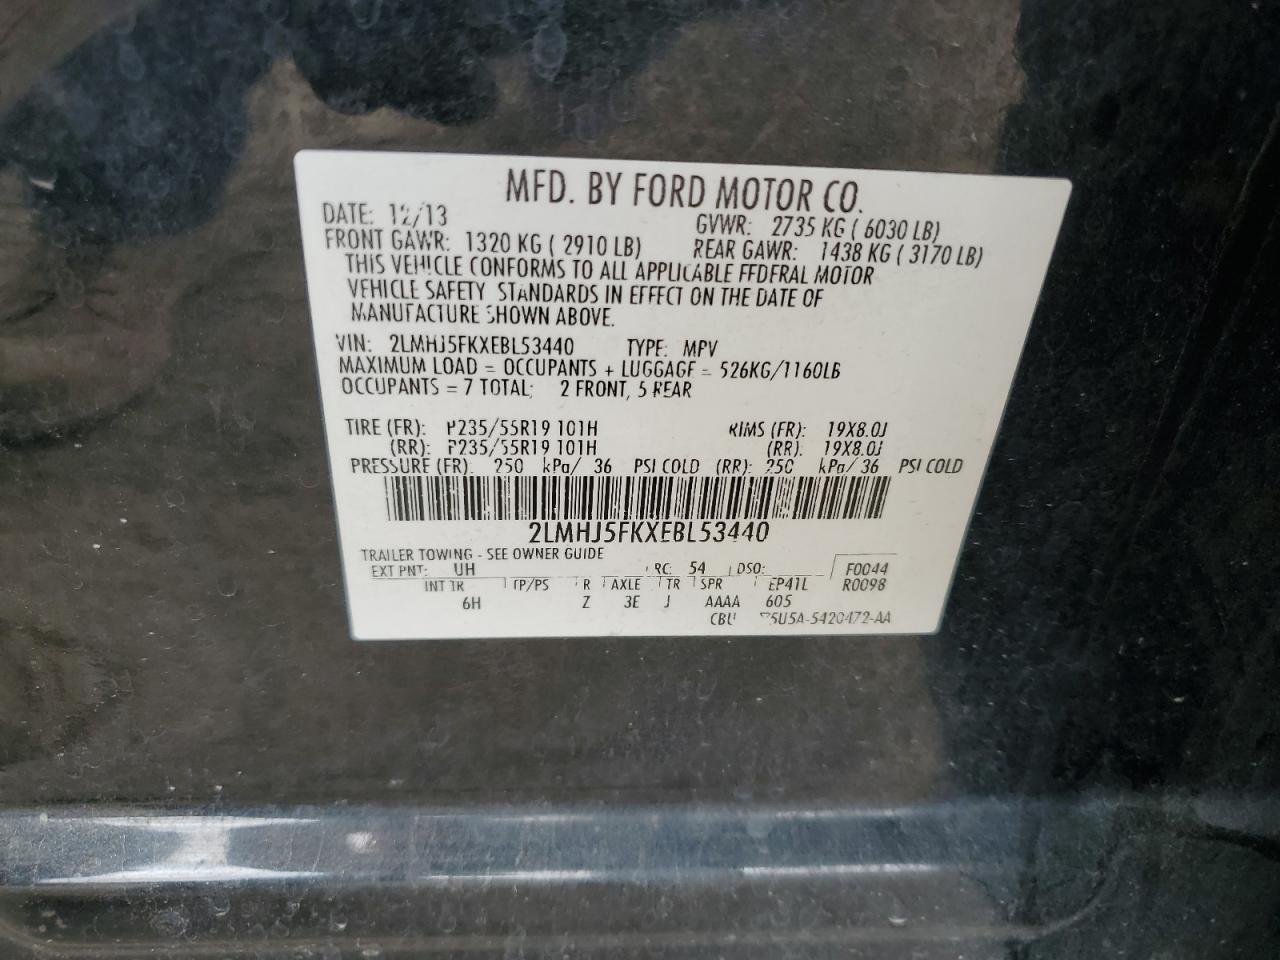 MFD. BY FORD MOTOR CO.
DATE: 12/13 GVWR: 2735 KG ( 6030 LB)
FRONT GAWR: 1320 KG ( 2910 LB) REAR GAWR: 1438 KG ( 3170 LB)
THIS VEHICLE CONFORMS TO ALL APPLICABLE FEDERAL MOTOR
VEHICLE SAFETY STANDARDS IN EFFECT ON THE DATE OF
MANUFACTURE SHOWN ABOVE.
VIN: 2LMHJ5FKXEBL53440 TYPE: MPV
MAXIMUM LOAD = OCCUPANTS + LUGGAGE = 526KG/1160LB
OCCUPANTS = 7 TOTAL; 2 FRONT, 5 REAR
TIRE (FR): P235/55R19 101H RIMS (FR): 19X8.0J
(RR): P235/55R19 101H (RR): 19X8.0J
PRESSURE (FR): 250 kPa/ 36 PSI COLD (RR): 250 kPa/ 36 PSI COLD
2LMHJ5FKXEBL53440
TRAILER TOWING - SEE OWNER GUIDE
EXT PNT: UH RC: 54 DSO: F0044
INT TR TP/PS R AXLE TR SPR EP41L R0098
6H Z 3E J AAAA 605
CBU 5U5A-5420472-AA